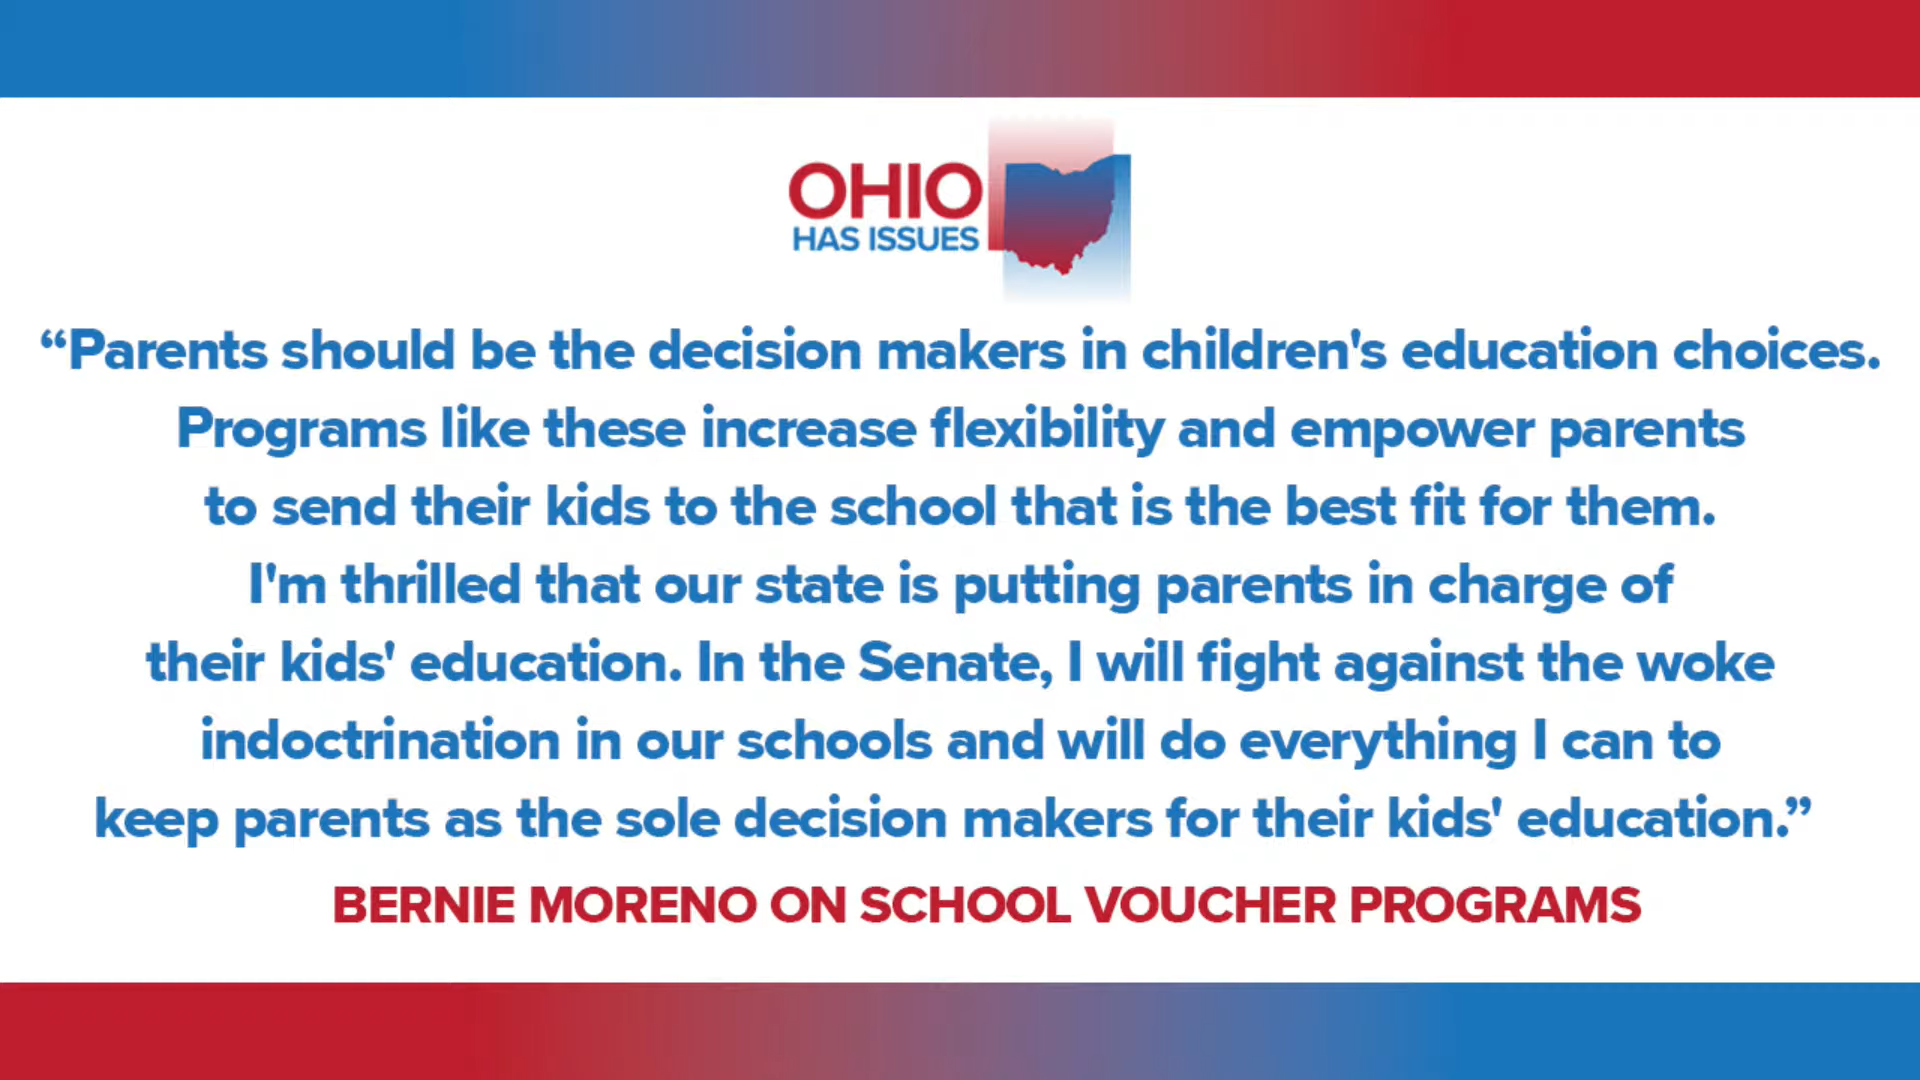 OHIO
HAS ISSUES
“Parents should be the decision makers in children's education choices.
Programs like these increase flexibility and empower parents
to send their kids to the school that is the best fit for them.
I'm thrilled that our state is putting parents in charge of
their kids' education. In the Senate, I will fight against the woke
indoctrination in our schools and will do everything I can to
keep parents as the sole decision makers for their kids' education.”
BERNIE MORENO ON SCHOOL VOUCHER PROGRAMS